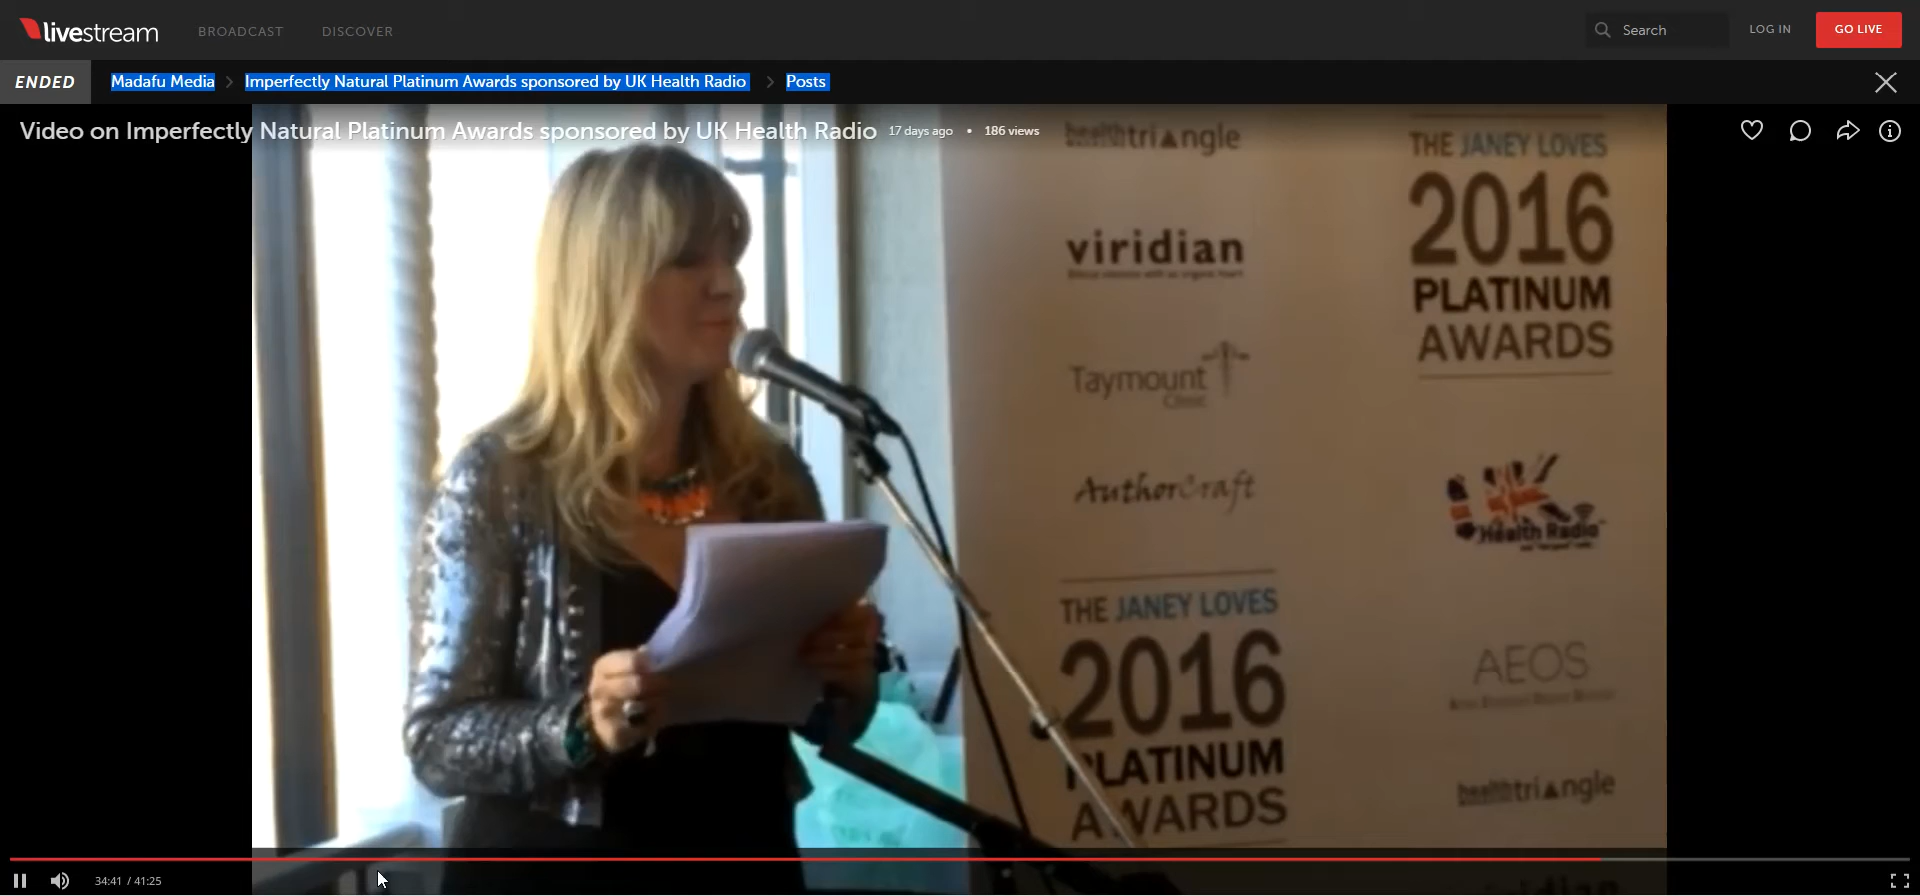 livestream BROADCAST DISCOVER Search LOG IN GO LIVE
ENDED Madafu Media Imperfectly Natural Platinum Awards sponsored by UK Health Radio Posts
Video on Imperfectly Natural Platinum Awards sponsored by UK Health Radio 17 days ago • 186 views
healthtriangle
viridian
Taymount
Clinic
AuthorCraft
THE JANEY LOVES
2016
PLATINUM
AWARDS
THE JANEY LOVES
2016
PLATINUM
AWARDS
Health Radio
AEOS
healthtriangle
viridian
34:41 / 41:25